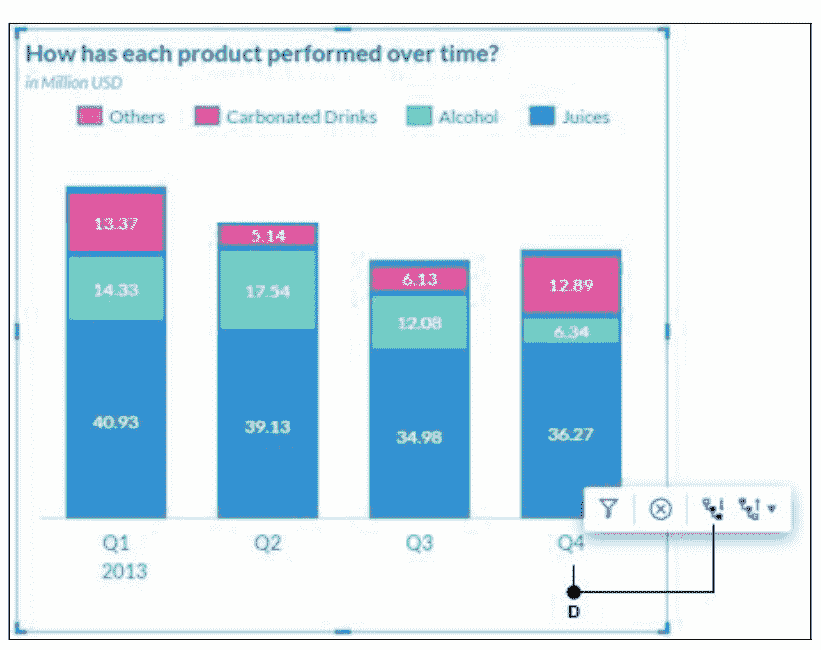 How has each product performed over time?
in Million USD
Others Carbonated Drinks Alcohol Juices
13.37 5.14 6.13 12.89
14.33 17.54 12.08 6.34
40.93 39.13 34.98 36.27
Q1 Q2 Q3 Q4
2013
D